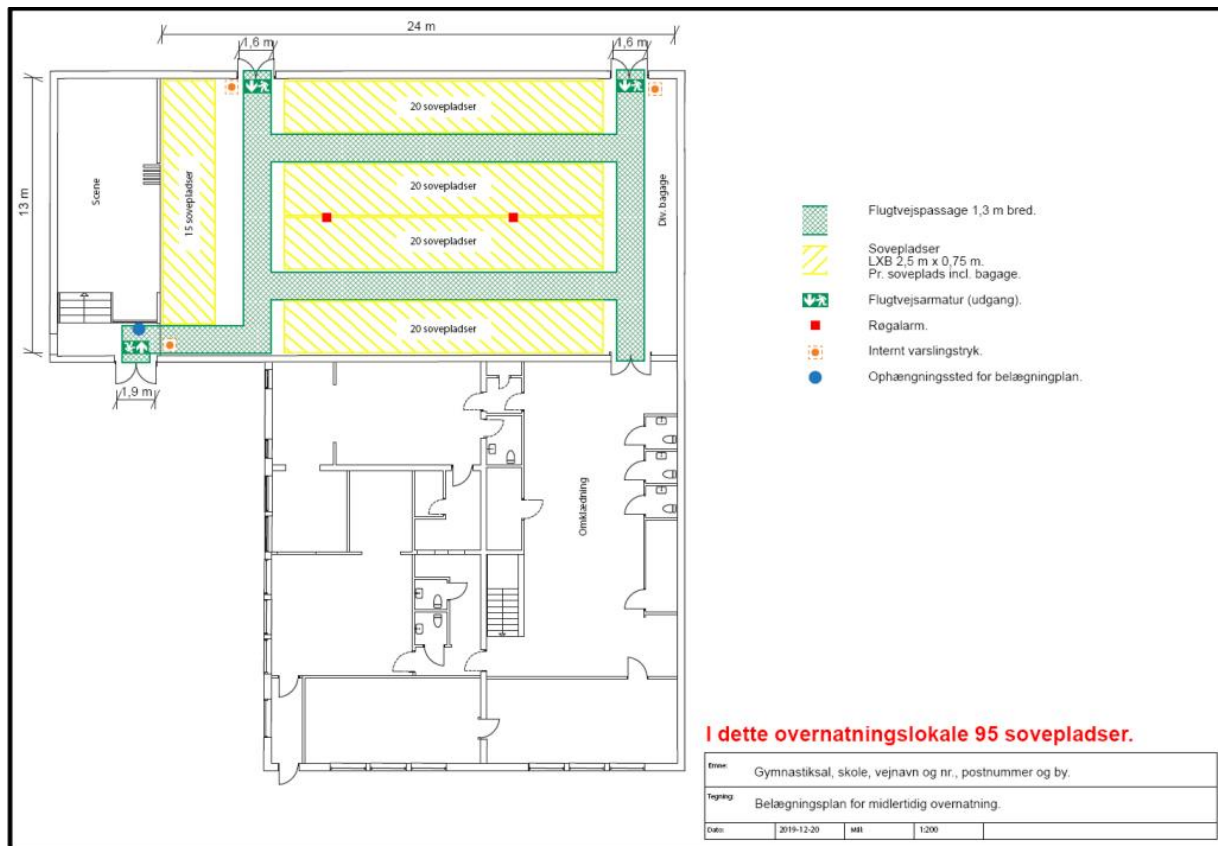 24 m
1,6 m
1,6 m
13 m
Scene
15 sovepladser
20 sovepladser
20 sovepladser
20 sovepladser
20 sovepladser
Div. bagage
1,9 m
Omklædning
Flugtvejspassage 1,3 m bred.
Sovepladser
LXB 2,5 m x 0,75 m.
Pr. soveplads incl. bagage.
Flugtvejsarmatur (udgang).
Røgalarm.
Internt varslingstryk.
Ophængningssted for belægningplan.
I dette overnatningslokale 95 sovepladser.
Emne: Gymnastiksal, skole, vejnavn og nr., postnummer og by.
Tegning: Belægningsplan for midlertidig overnatning.
Dato: 2019-12-20 Mål: 1:200